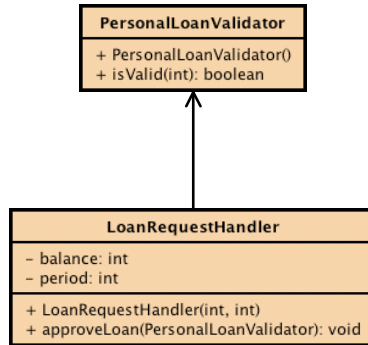 PersonalLoanValidator
+ PersonalLoanValidator()
+ isValid(int): boolean
LoanRequestHandler
- balance: int
- period: int
+ LoanRequestHandler(int, int)
+ approveLoan(PersonalLoanValidator): void